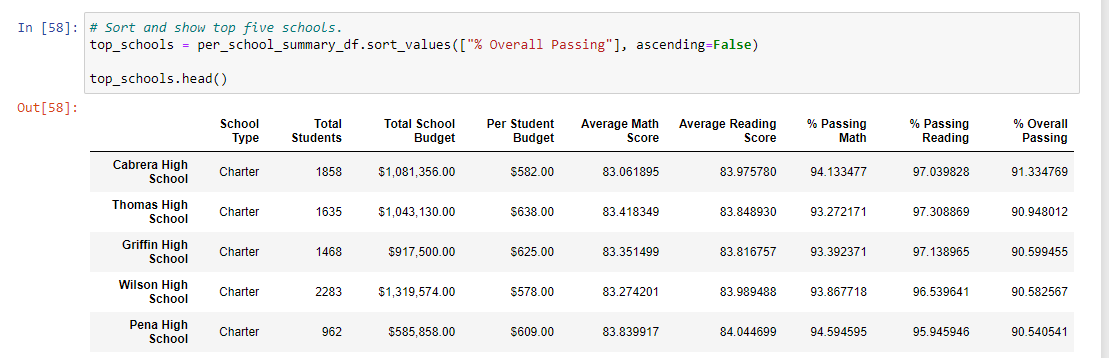 In [58]: # Sort and show top five schools.
top_schools = per_school_summary_df.sort_values(["% Overall Passing"], ascending=False)
top_schools.head()
Out[58]:
School Total Total School Per Student Average Math Average Reading % Passing % Passing % Overall
Type Students Budget Budget Score Score Math Reading Passing
Cabrera High School Charter 1858 $1,081,356.00 $582.00 83.061895 83.975780 94.133477 97.039828 91.334769
Thomas High School Charter 1635 $1,043,130.00 $638.00 83.418349 83.848930 93.272171 97.308869 90.948012
Griffin High School Charter 1468 $917,500.00 $625.00 83.351499 83.816757 93.392371 97.138965 90.599455
Wilson High School Charter 2283 $1,319,574.00 $578.00 83.274201 83.989488 93.867718 96.539641 90.582567
Pena High School Charter 962 $585,858.00 $609.00 83.839917 84.044699 94.594595 95.945946 90.540541